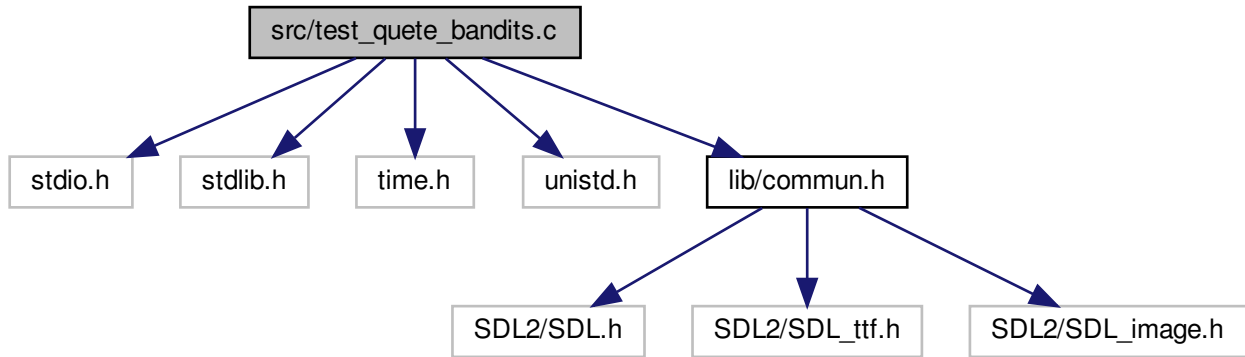 src/test_quete_bandits.c
stdio.h
stdlib.h
time.h
unistd.h
lib/commun.h
SDL2/SDL.h
SDL2/SDL_ttf.h
SDL2/SDL_image.h